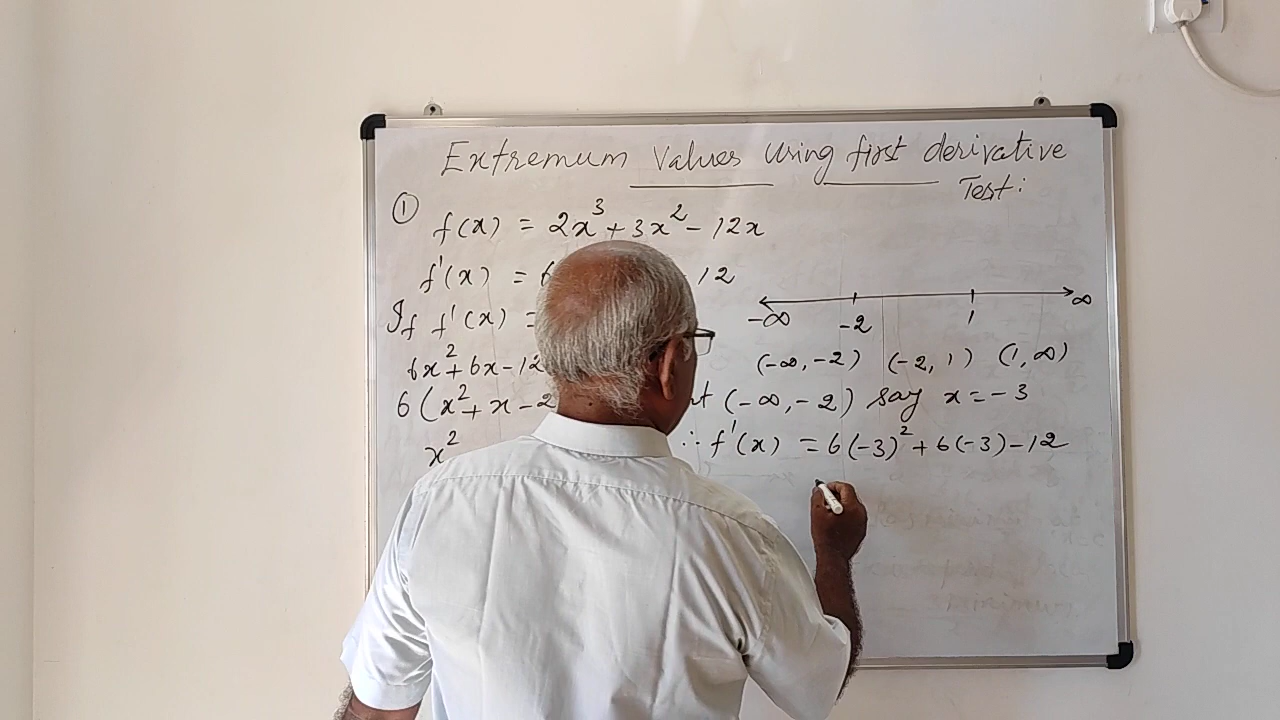 Extremum Values Using first derivative
Test:
① f(x) = 2x³ + 3x² - 12x
f'(x) = 6 12
If f'(x) =
6x² + 6x - 12
6(x² + x - 2
x²
-∞ -2 1 ∞
(-∞, -2) (-2, 1) (1, ∞)
(-∞, -2) say x = -3
∴ f'(x) = 6(-3)² + 6(-3) - 12